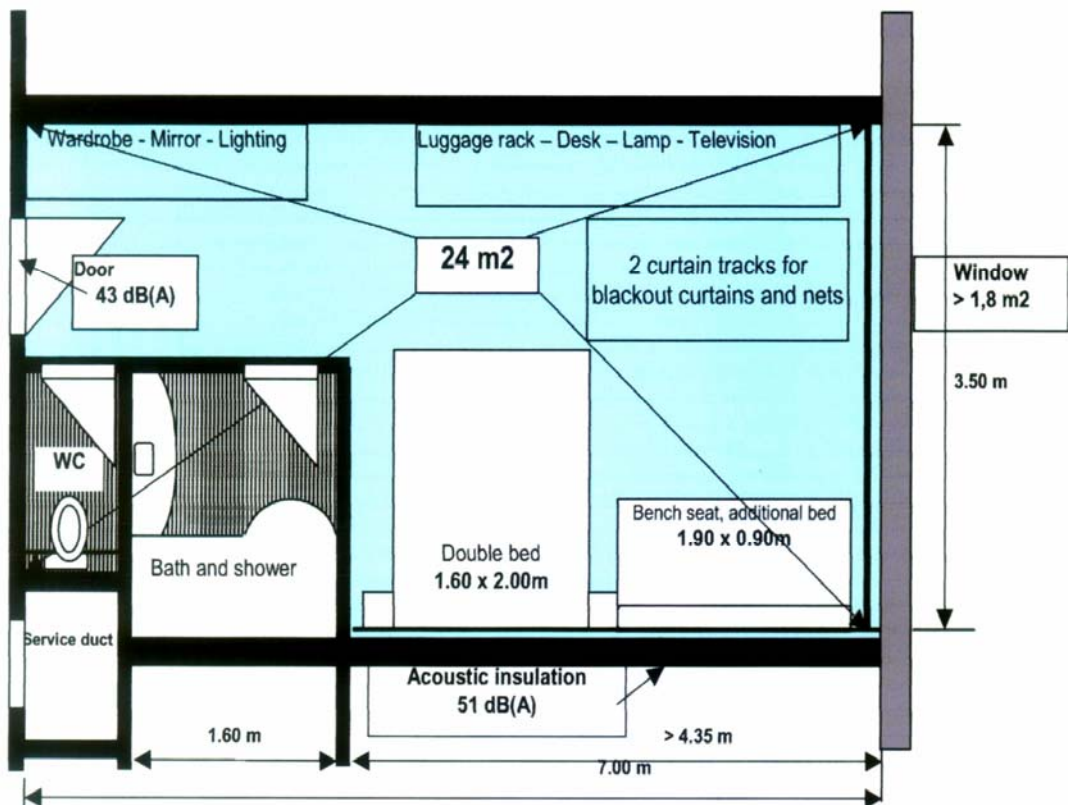 Wardrobe - Mirror - Lighting
Luggage rack – Desk – Lamp - Television
24 m2
2 curtain tracks for
blackout curtains and nets
Door
43 dB(A)
Window
> 1,8 m2
3.50 m
WC
Bath and shower
Double bed
1.60 x 2.00m
Bench seat, additional bed
1.90 x 0.90m
Service duct
Acoustic insulation
51 dB(A)
1.60 m
> 4.35 m
7.00 m